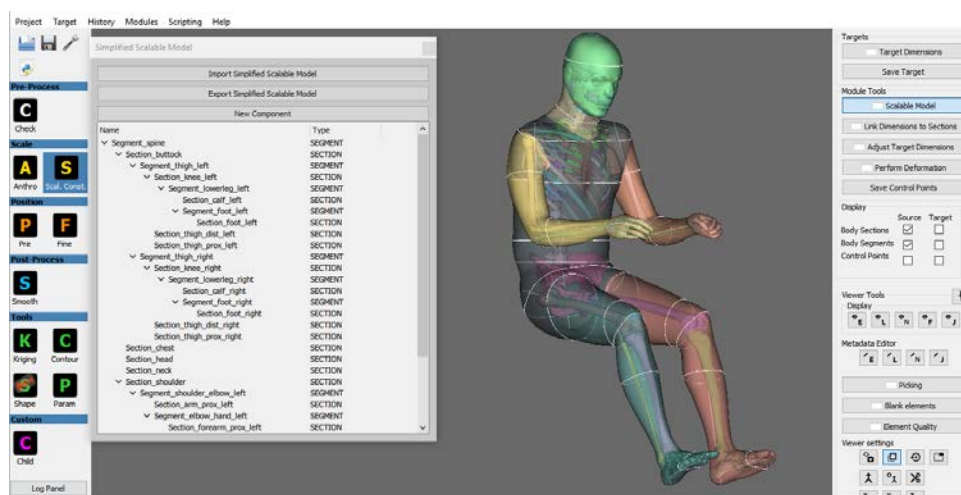 Project Target History Modules Scripting Help
Pre-Process
C
Check
Scale
A S
Anthro Scal. Const.
Position
P F
Pre Fine
Post-Process
S
Smooth
Tools
K C
Kriging Contour
S P
Shape Param
Custom
C
Child
Log Panel
Simplified Scalable Model
Import Simplified Scalable Model
Export Simplified Scalable Model
New Component
Name Type
Segment_spine SEGMENT
Section_buttock SECTION
Segment_thigh_left SEGMENT
Section_knee_left SECTION
Segment_lowerleg_left SEGMENT
Section_calf_left SECTION
Segment_foot_left SEGMENT
Section_foot_left SECTION
Section_thigh_dist_left SECTION
Section_thigh_prox_left SECTION
Segment_thigh_right SEGMENT
Section_knee_right SECTION
Segment_lowerleg_right SEGMENT
Section_calf_right SECTION
Segment_foot_right SEGMENT
Section_foot_right SECTION
Section_thigh_dist_right SECTION
Section_thigh_prox_right SECTION
Section_chest SECTION
Section_head SECTION
Section_neck SECTION
Section_shoulder SECTION
Segment_shoulder_elbow_left SEGMENT
Section_arm_prox_left SECTION
Segment_elbow_hand_left SEGMENT
Section_forearm_prox_left SECTION
Targets
Target Dimensions
Save Target
Module Tools
Scalable Model
Link Dimensions to Sections
Adjust Target Dimensions
Perform Deformation
Save Control Points
Display
Source Target
Body Sections
Body Segments
Control Points
Viewer Tools
Display
E L N F J
Metadata Editor
E L N J
Picking
Blank elements
Element Quality
Viewer settings